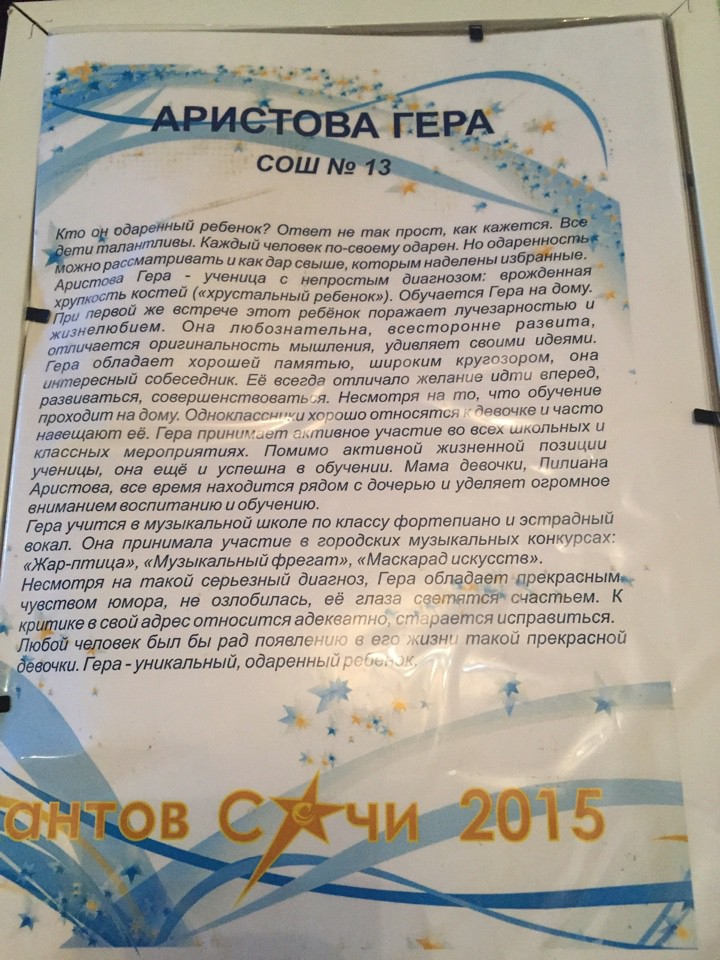 АРИСТОВА ГЕРА
СОШ № 13
Кто он одаренный ребенок? Ответ не так прост, как кажется. Все
дети талантливы. Каждый человек по-своему одарен. Но одаренность
можно рассматривать и как дар свыше, которым наделены избранные.
Аристова Гера - ученица с непростым диагнозом: врожденная
хрупкость костей («хрустальный ребенок»). Обучается Гера на дому.
При первой же встрече этот ребёнок поражает лучезарностью и
жизнелюбием. Она любознательна, всесторонне развита,
отличается оригинальность мышления, удивляет своими идеями.
Гера обладает хорошей памятью, широким кругозором, она
интересный собеседник. Её всегда отличало желание идти вперед,
развиваться, совершенствоваться. Несмотря на то, что обучение
проходит на дому. Одноклассники хорошо относятся к девочке и часто
навещают её. Гера принимает активное участие во всех школьных и
классных мероприятиях. Помимо активной жизненной позиции
ученицы, она ещё и успешна в обучении. Мама девочки, Лилиана
Аристова, все время находится рядом с дочерью и уделяет огромное
вниманием воспитанию и обучению.
Гера учится в музыкальной школе по классу фортепиано и эстрадный
вокал. Она принимала участие в городских музыкальных конкурсах:
«Жар-птица», «Музыкальный фрегат», «Маскарад искусств».
Несмотря на такой серьезный диагноз, Гера обладает прекрасным
чувством юмора, не озлобилась, её глаза светятся счастьем. К
критике в свой адрес относится адекватно, старается исправиться.
Любой человек был бы рад появлению в его жизни такой прекрасной
девочки. Гера - уникальный, одаренный ребенок.
антов Сочи 2015